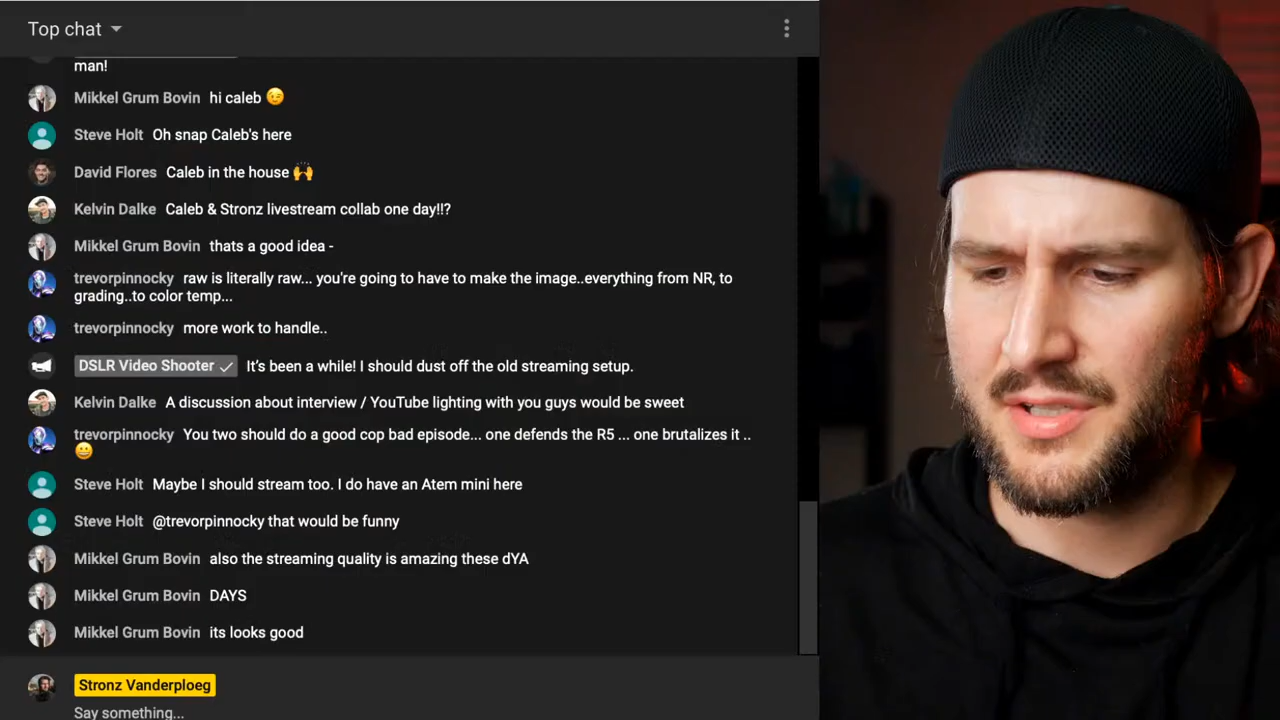 Top chat
man!
Mikkel Grum Bovin hi caleb 😉
Steve Holt Oh snap Caleb's here
David Flores Caleb in the house 🙌
Kelvin Dalke Caleb & Stronz livestream collab one day!!?
Mikkel Grum Bovin thats a good idea -
trevorpinnocky raw is literally raw... you're going to have to make the image..everything from NR, to
grading..to color temp...
trevorpinnocky more work to handle..
DSLR Video Shooter ✓ It's been a while! I should dust off the old streaming setup.
Kelvin Dalke A discussion about interview / YouTube lighting with you guys would be sweet
trevorpinnocky You two should do a good cop bad episode... one defends the R5 ... one brutalizes it ..
😀
Steve Holt Maybe I should stream too. I do have an Atem mini here
Steve Holt @trevorpinnocky that would be funny
Mikkel Grum Bovin also the streaming quality is amazing these dYA
Mikkel Grum Bovin DAYS
Mikkel Grum Bovin its looks good
Stronz Vanderploeg
Say something...